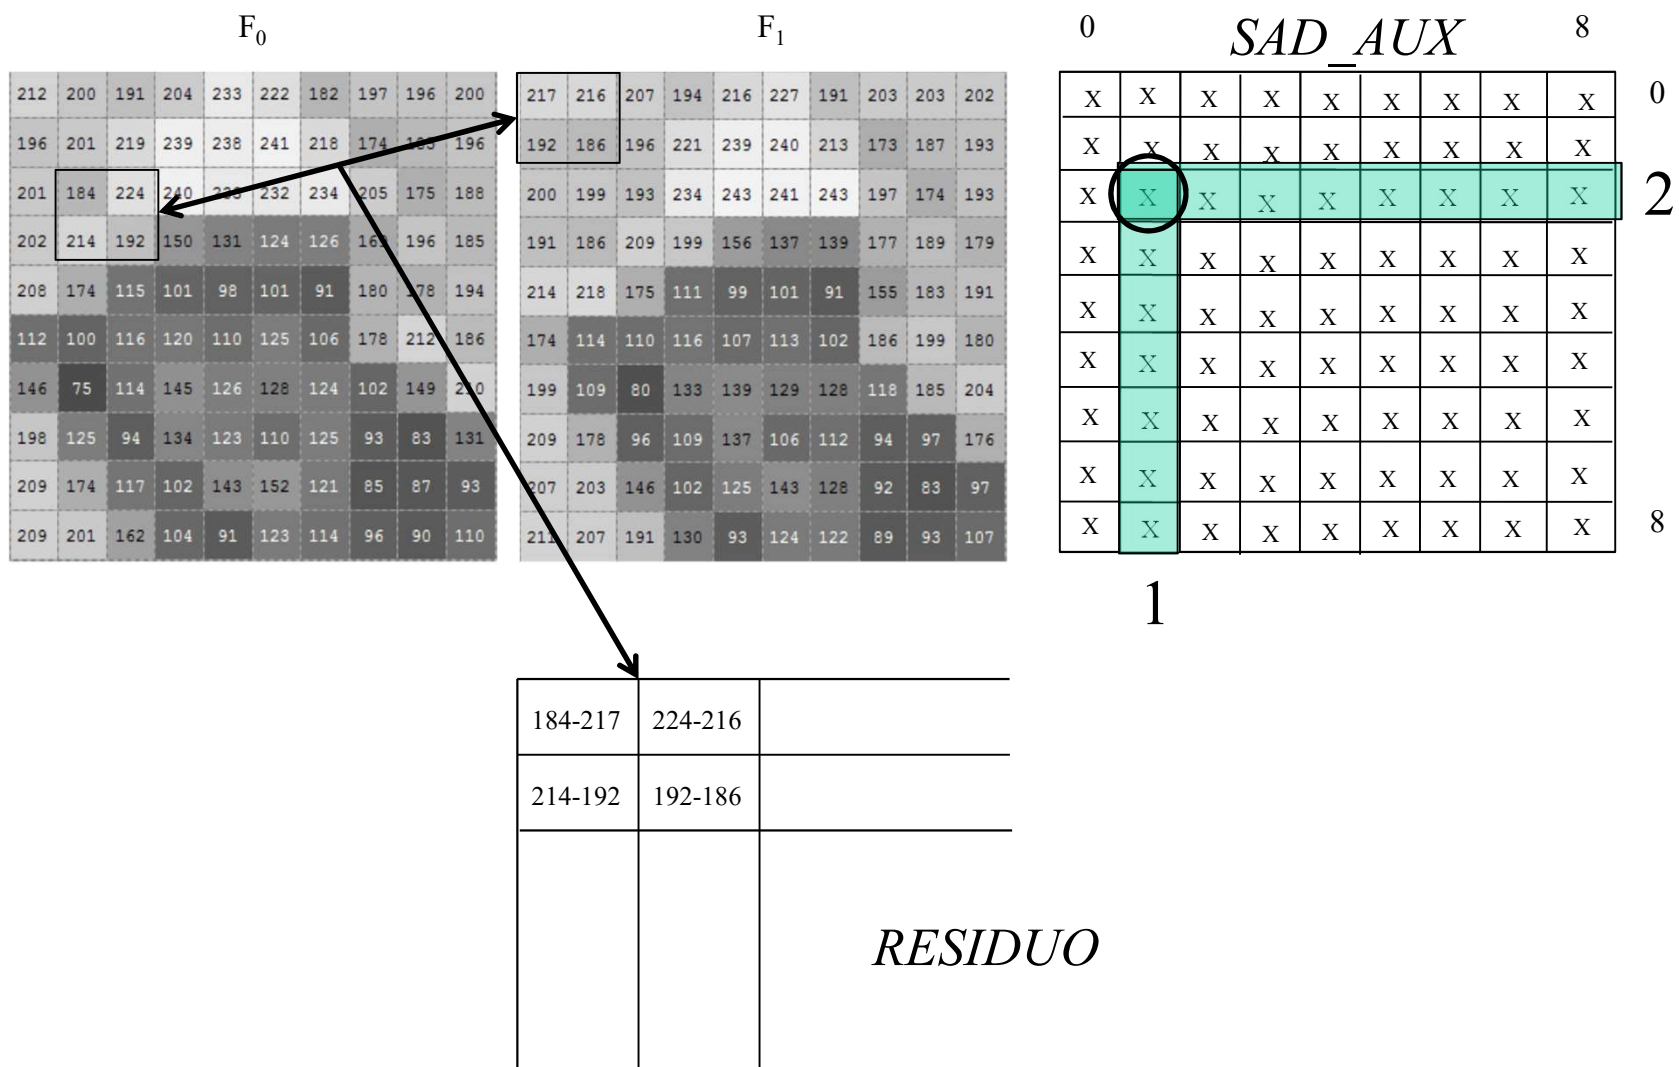 F₀ F₁ 0 SAD_AUX 8
212 200 191 204 233 222 182 197 196 200
196 201 219 239 238 241 218 174 196
201 184 224 240 232 234 205 175 188
202 214 192 150 131 124 126 196 185
208 174 115 101 98 101 91 180 178 194
112 100 116 120 110 125 106 178 212 186
146 75 114 145 126 128 124 102 149 210
198 125 94 134 123 110 125 93 83 131
209 174 117 102 143 152 121 85 87 93
209 201 162 104 91 123 114 96 90 110
217 216 207 194 216 227 191 203 203 202
192 186 196 221 239 240 213 173 187 193
200 199 193 234 243 241 243 197 174 193
191 186 209 199 156 137 139 177 189 179
214 218 175 111 99 101 91 155 183 191
174 114 110 116 107 113 102 186 199 180
199 109 80 133 139 129 128 118 185 204
209 178 96 109 137 106 112 94 97 176
207 203 146 102 125 143 128 92 83 97
211 207 191 130 93 124 122 89 93 107
X X X X X X X X X 0
X X X X X X X X X
X X X X X X X X X 2
X X X X X X X X X
X X X X X X X X X
X X X X X X X X X
X X X X X X X X X
X X X X X X X X X
X X X X X X X X X 8
1
184-217 224-216
214-192 192-186
RESIDUO